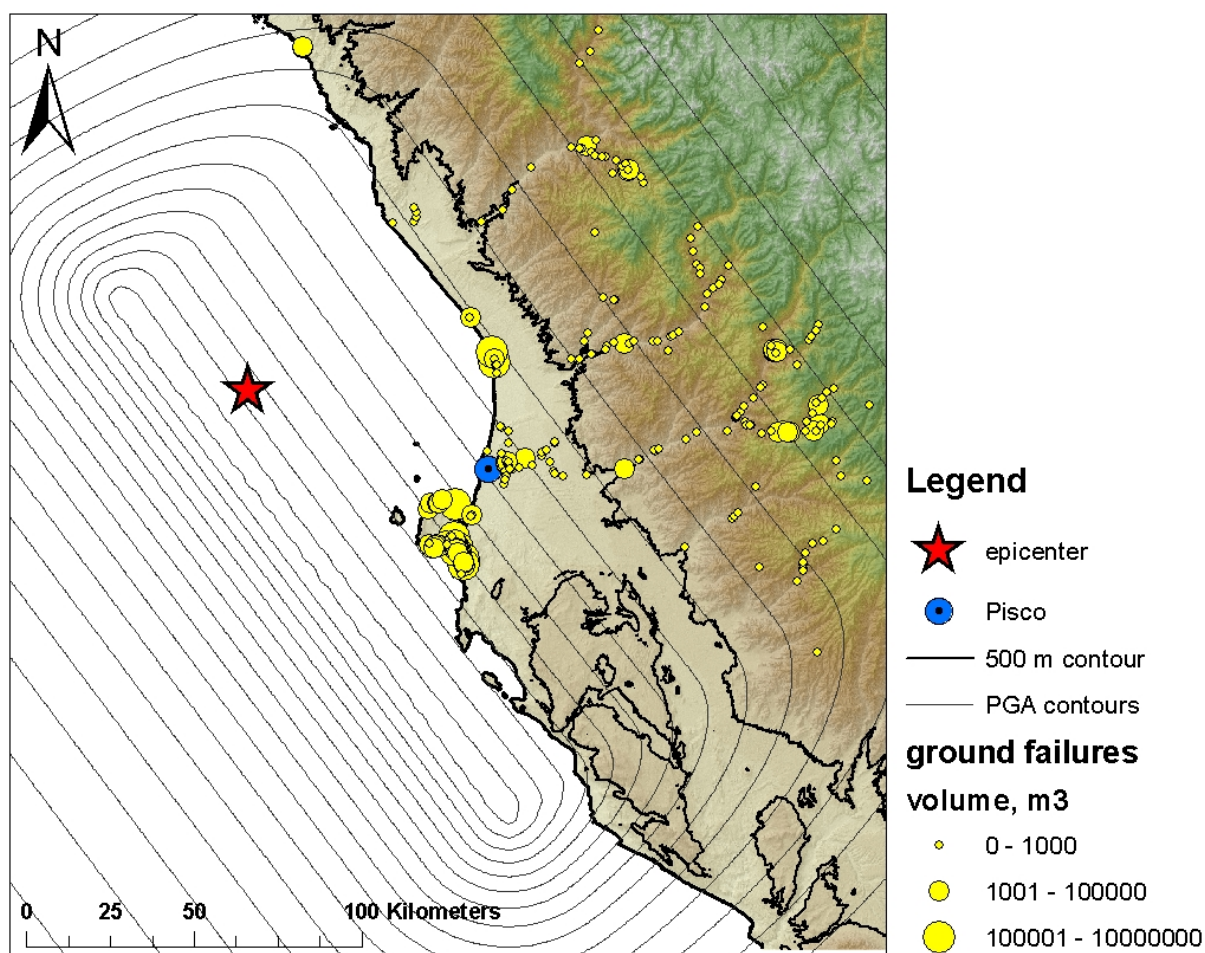 N
0 25 50 100 Kilometers
Legend
epicenter
Pisco
500 m contour
PGA contours
ground failures
volume, m3
0 - 1000
1001 - 100000
100001 - 10000000